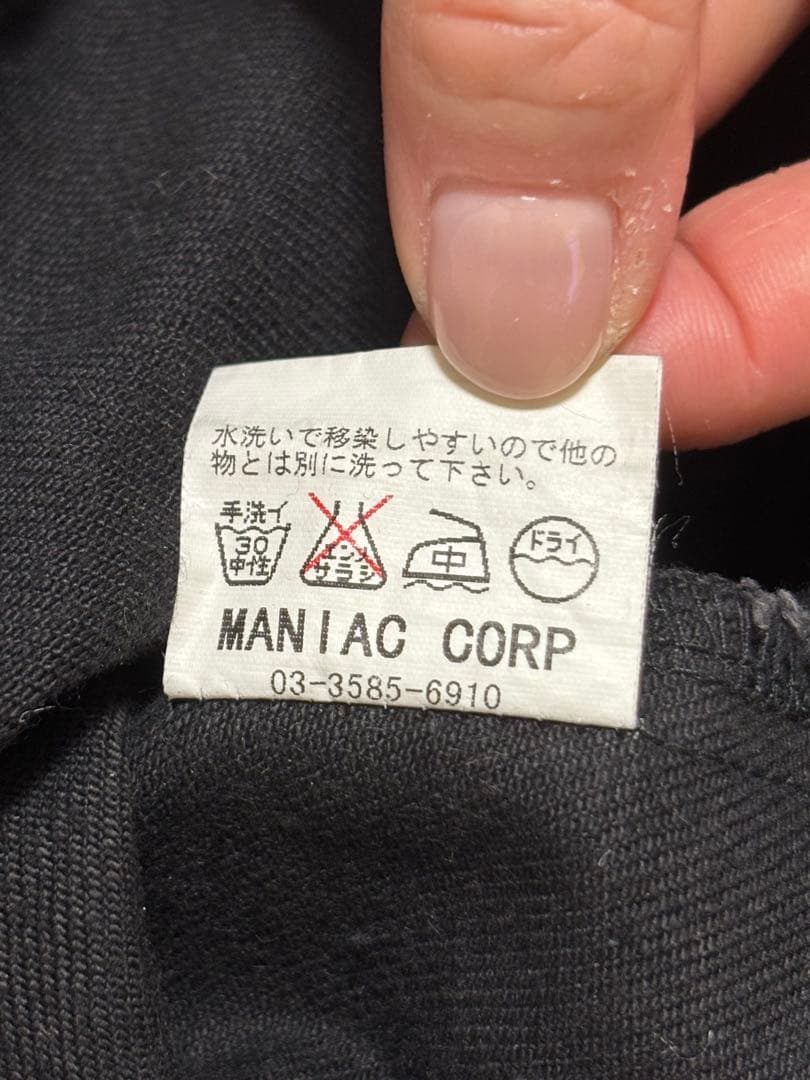 水洗いで移染しやすいので他の
物とは別に洗って下さい。
手洗イ
30
中性
エンソ
サラシ
中
ドライ
MANIAC CORP
03-3585-6910